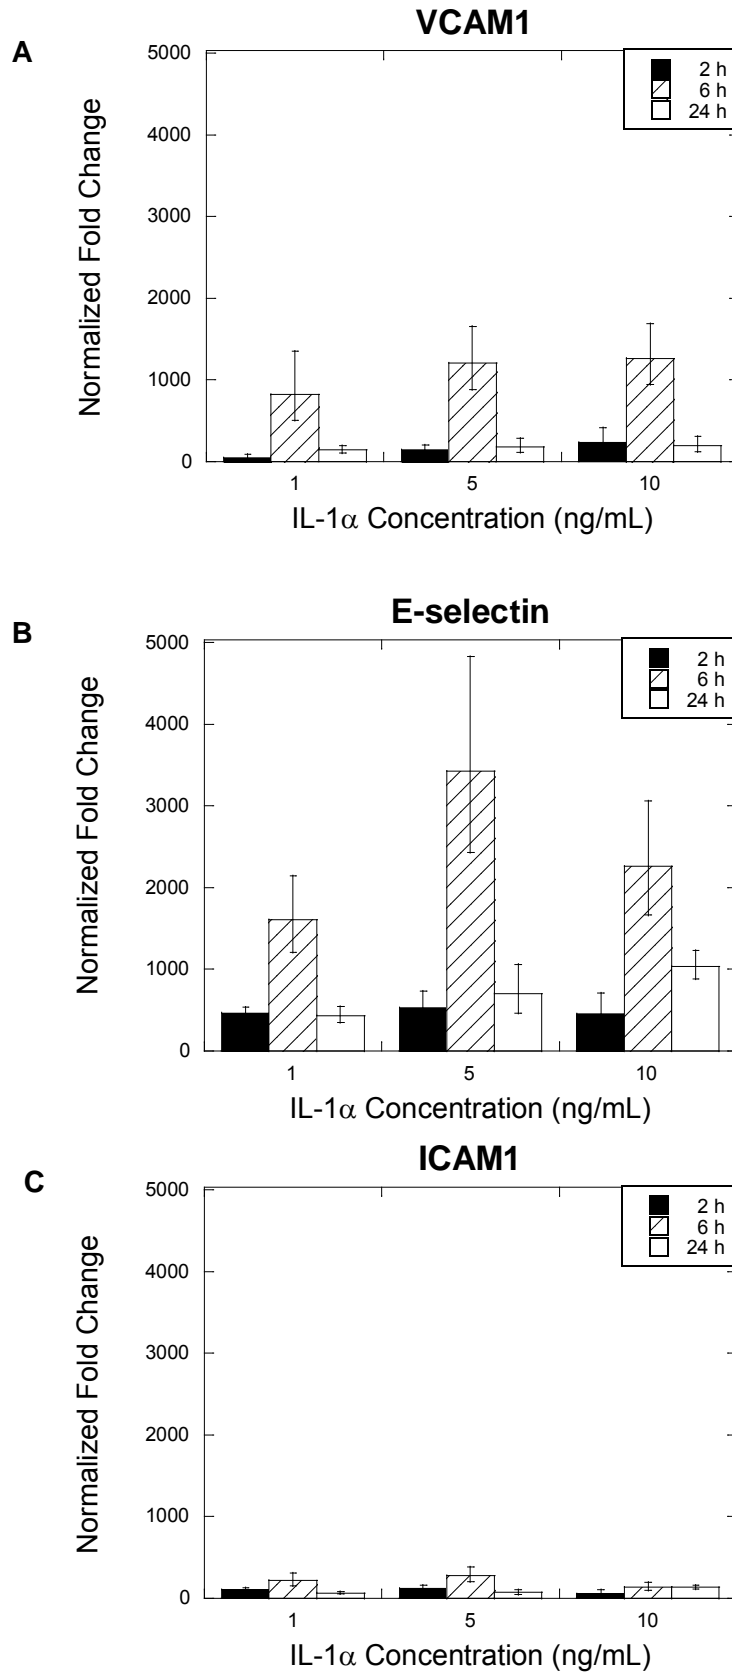 VCAM1
A
5000
4000
3000
2000
1000
0
Normalized Fold Change
2 h
6 h
24 h
1
5
10
IL-1α Concentration (ng/mL)
E-selectin
B
5000
4000
3000
2000
1000
0
Normalized Fold Change
2 h
6 h
24 h
1
5
10
IL-1α Concentration (ng/mL)
ICAM1
C
5000
4000
3000
2000
1000
0
Normalized Fold Change
2 h
6 h
24 h
1
5
10
IL-1α Concentration (ng/mL)